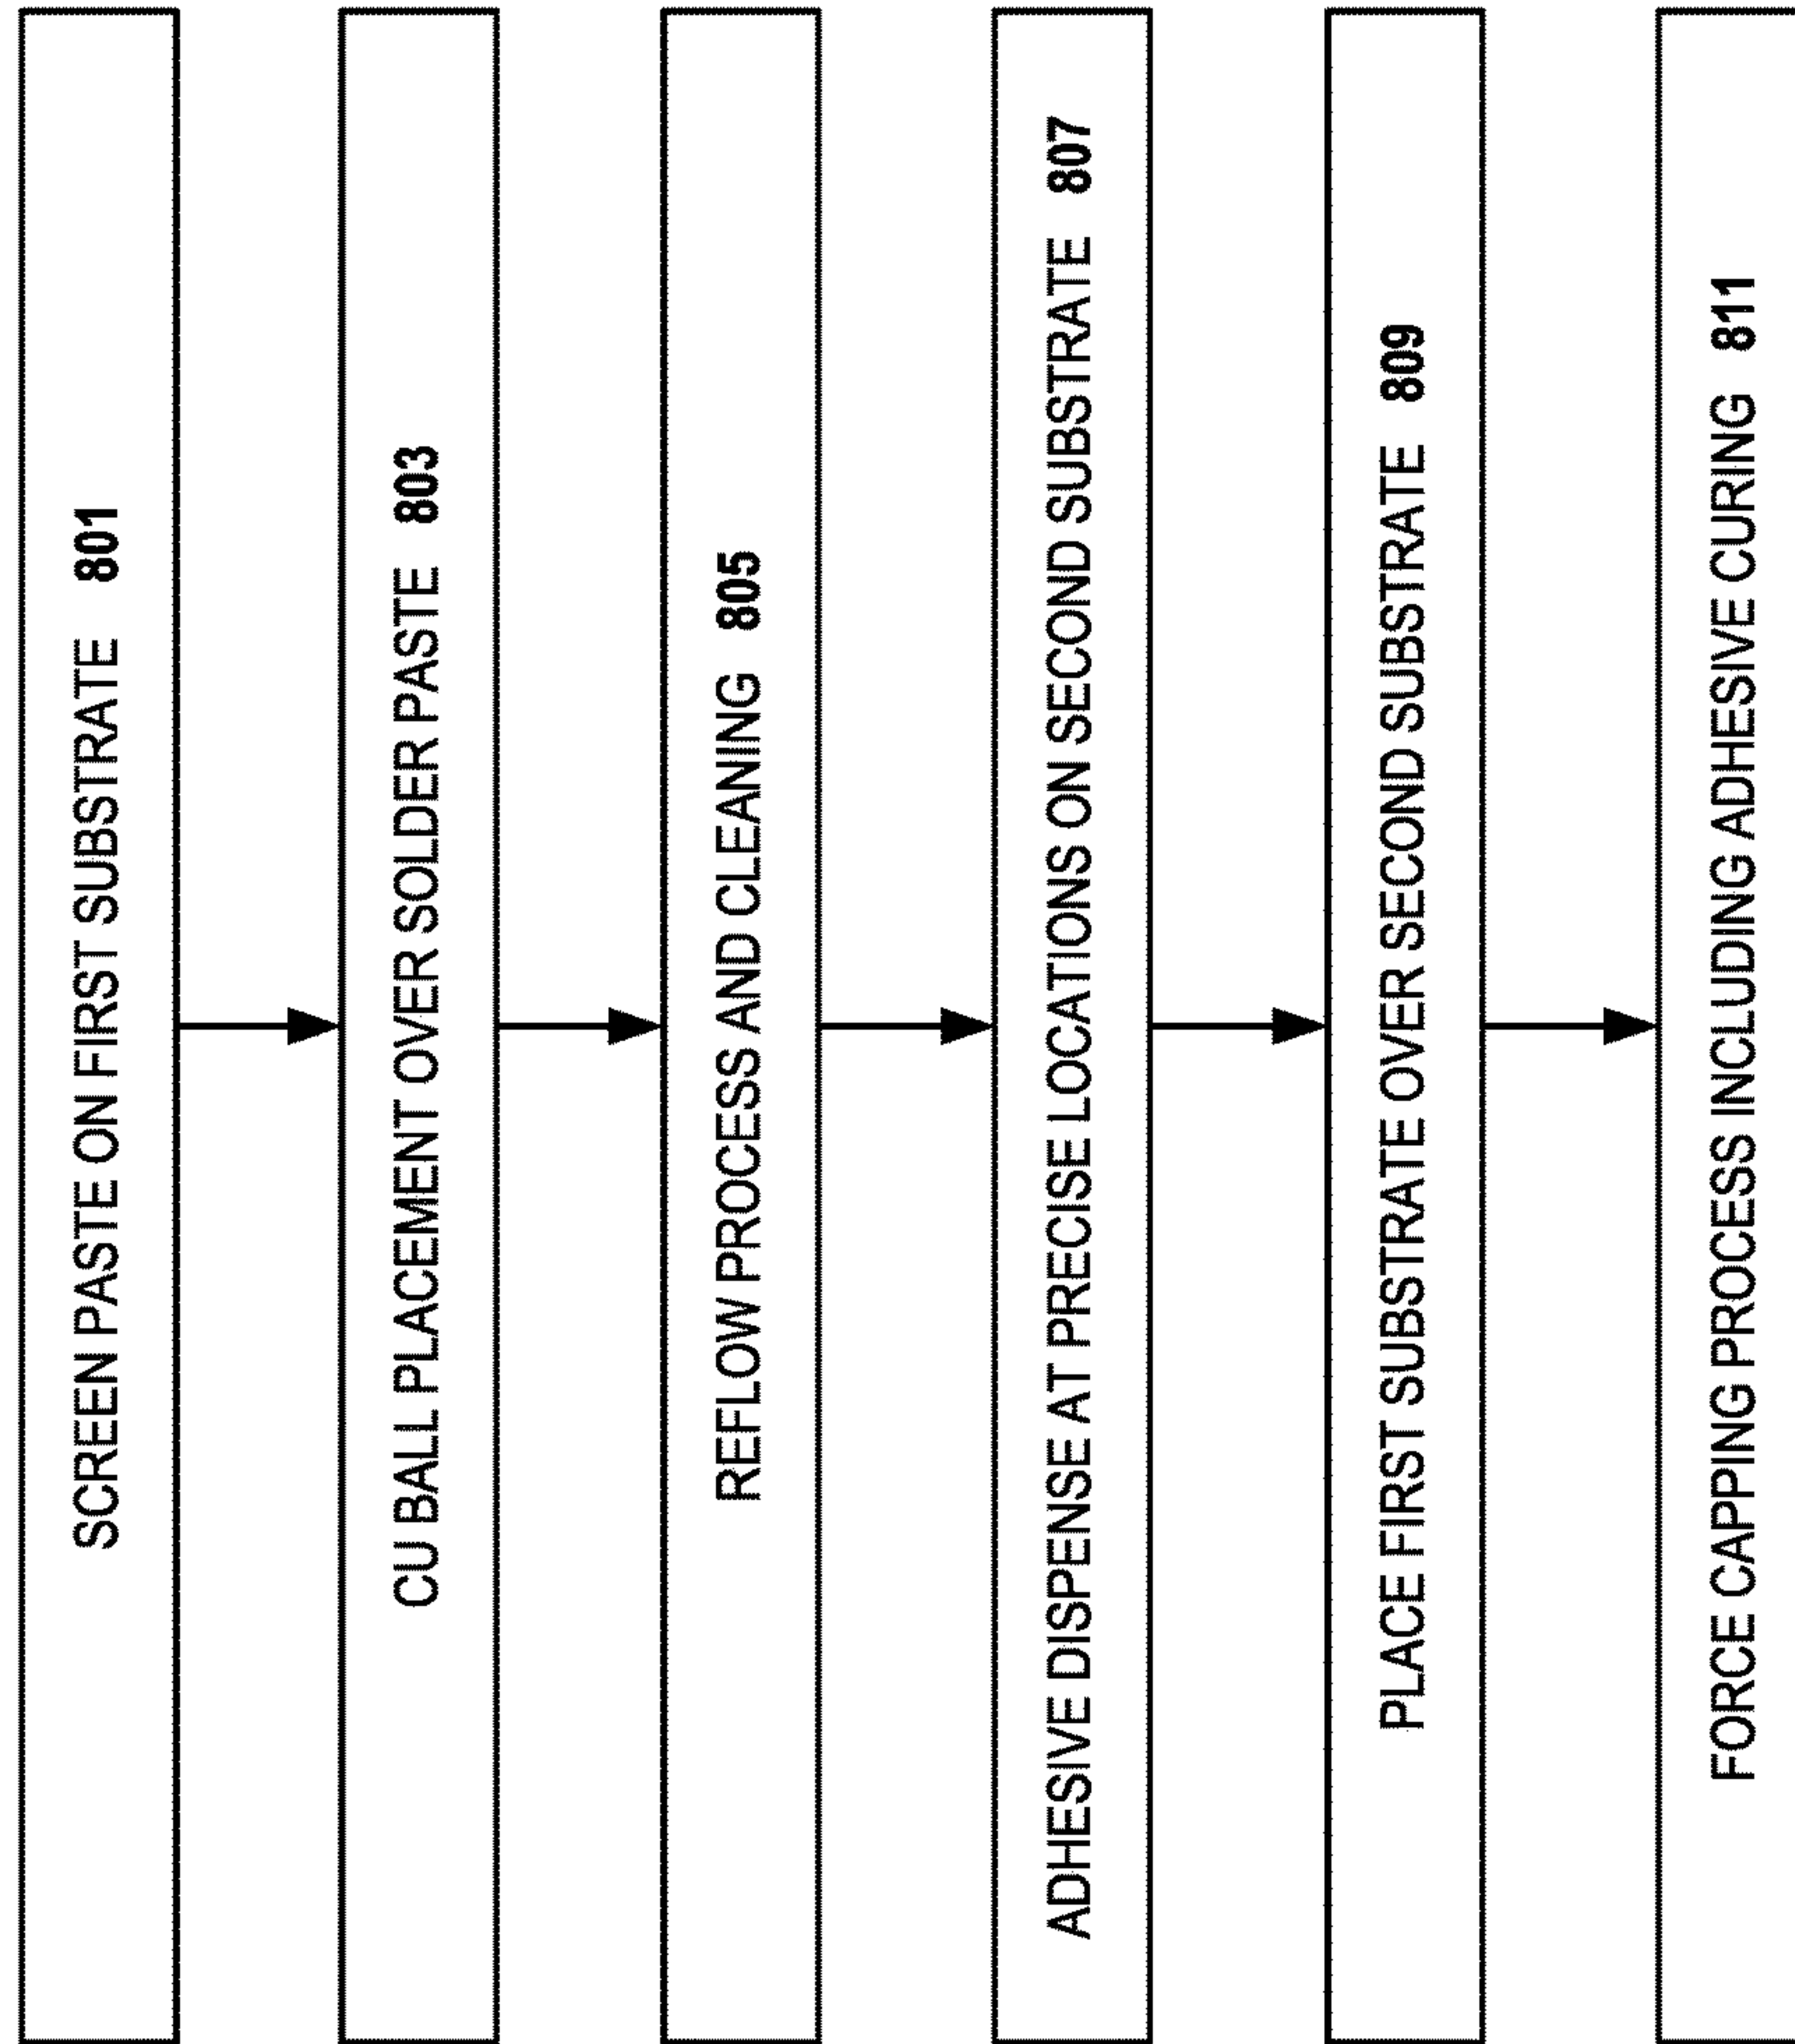 SCREEN PASTE ON FIRST SUBSTRATE 801
CU BALL PLACEMENT OVER SOLDER PASTE 803
REFLOW PROCESS AND CLEANING 805
ADHESIVE DISPENSE AT PRECISE LOCATIONS ON SECOND SUBSTRATE 807
PLACE FIRST SUBSTRATE OVER SECOND SUBSTRATE 809
FORCE CAPPING PROCESS INCLUDING ADHESIVE CURING 811